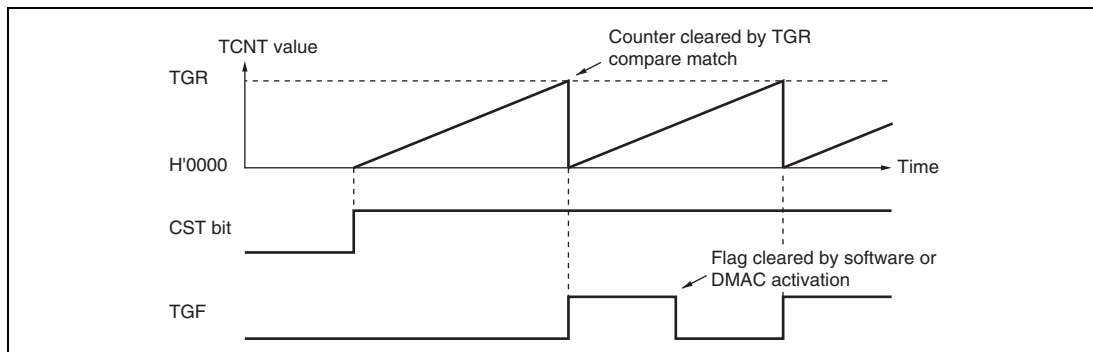 Counter cleared by TGR
compare match
TCNT value
TGR
H'0000
Time
CST bit
Flag cleared by software or
DMAC activation
TGF